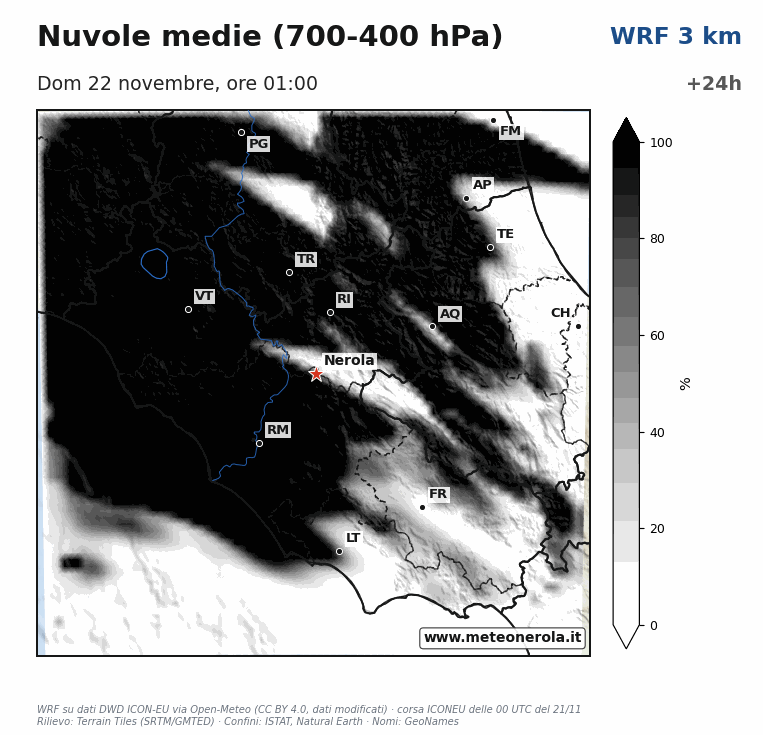 Nuvole medie (700-400 hPa)
WRF 3 km
Dom 22 novembre, ore 01:00
+24h
FM
PG
AP
TE
TR
VT
RI
AQ
CH
Nerola
RM
FR
LT
www.meteonerola.it
100
80
60
40
20
0
%
WRF su dati DWD ICON-EU via Open-Meteo (CC BY 4.0, dati modificati) · corsa ICONEU delle 00 UTC del 21/11
Rilievo: Terrain Tiles (SRTM/GMTED) · Confini: ISTAT, Natural Earth · Nomi: GeoNames